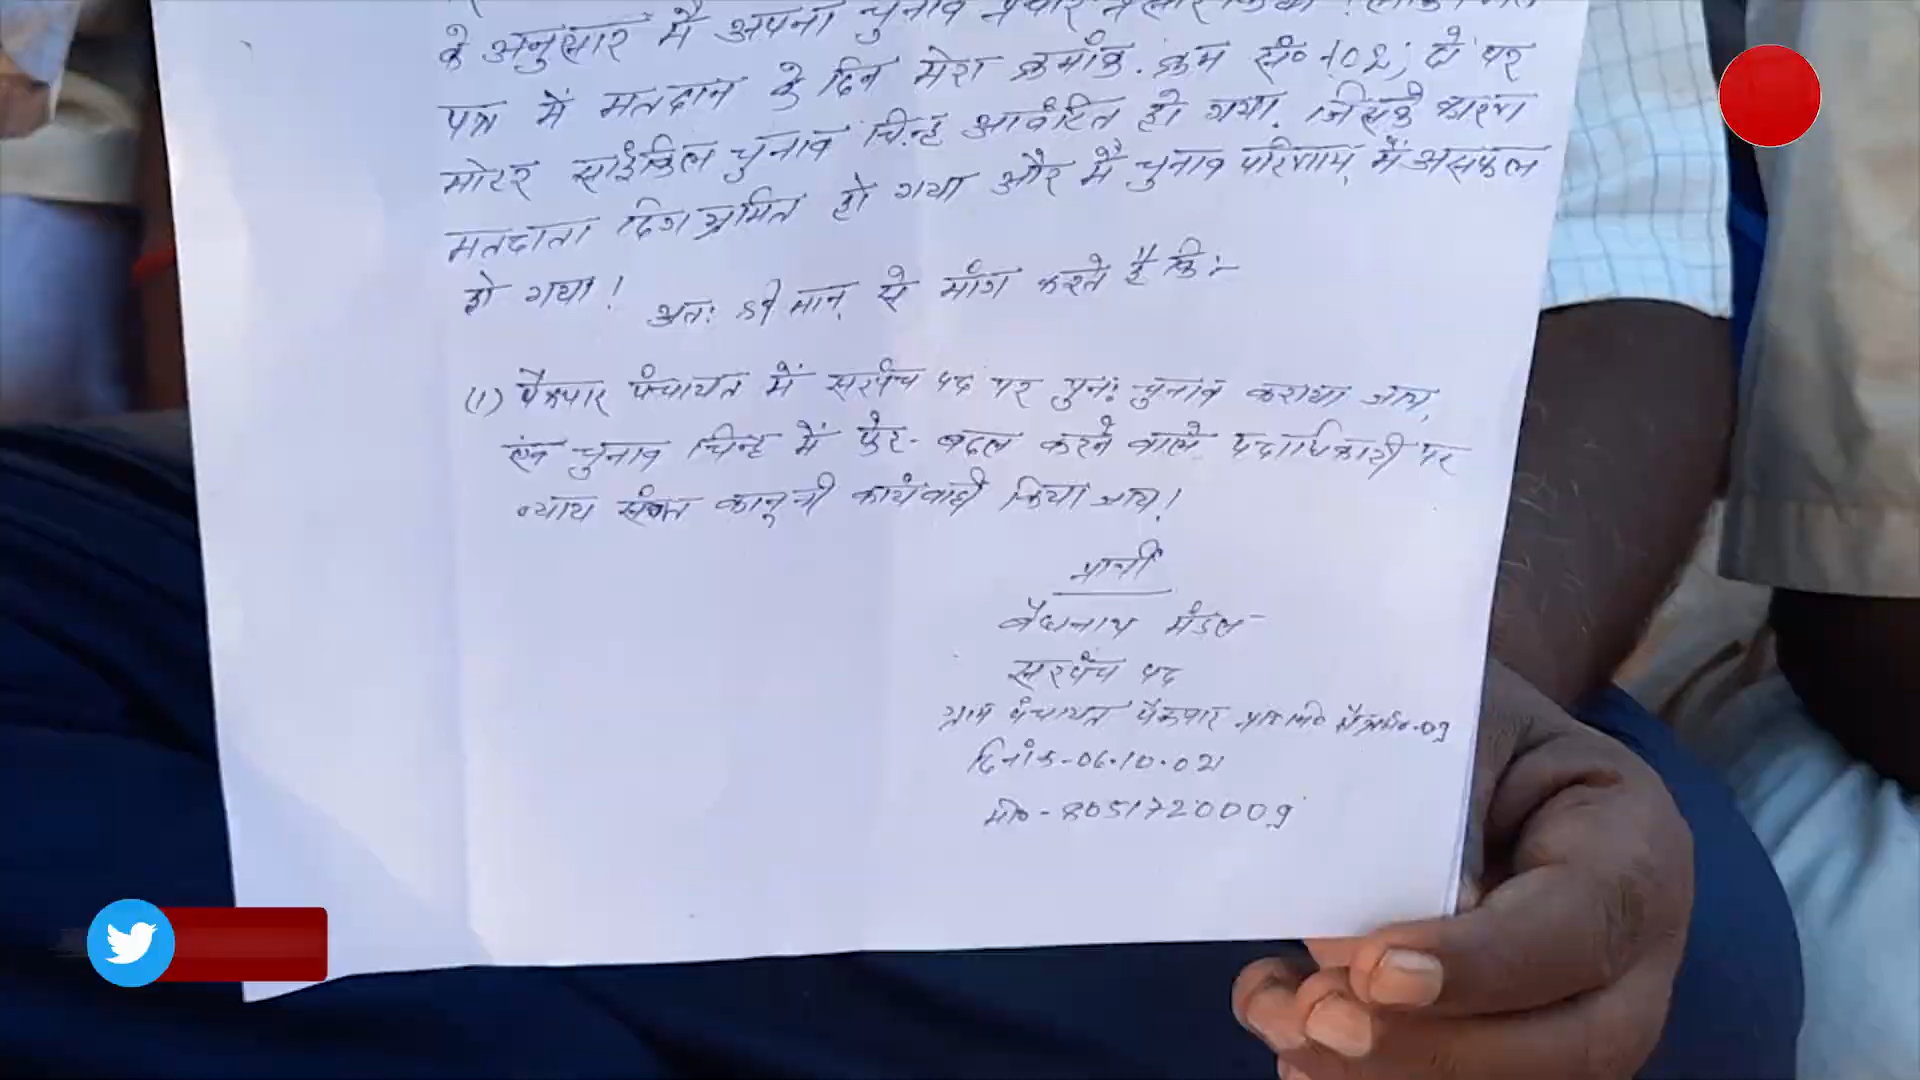 के अनुसार मैं अपना चुनाव प्रचार प्रसार किया
पत्र में मतदान के दिन मेरा क्रमांक. क्रम सं० 02; दो पर
मोटर साईकिल चुनाव चिन्ह आवंटित हो गया. जिसके कारण
मतदाता दिगभ्रमित हो गया और मैं चुनाव परिणाम में असफल
हो गया!
अतः श्री मान् से मांग करते है कि:-
(1) पैकपार पंचायत में सरपंच पद पर पुनः चुनाव कराया जाय,
एंव चुनाव चिन्ह में फेर-बदल करने वाले पदाधिकारी पर
न्याय संगत कानूनी कार्यवाही किया जाय!
प्रार्थी
बैद्यनाथ मंडल
सरपंच पद
ग्राम पंचायत पैकपार
दिनांक-06.10.021
मो०-8051720009